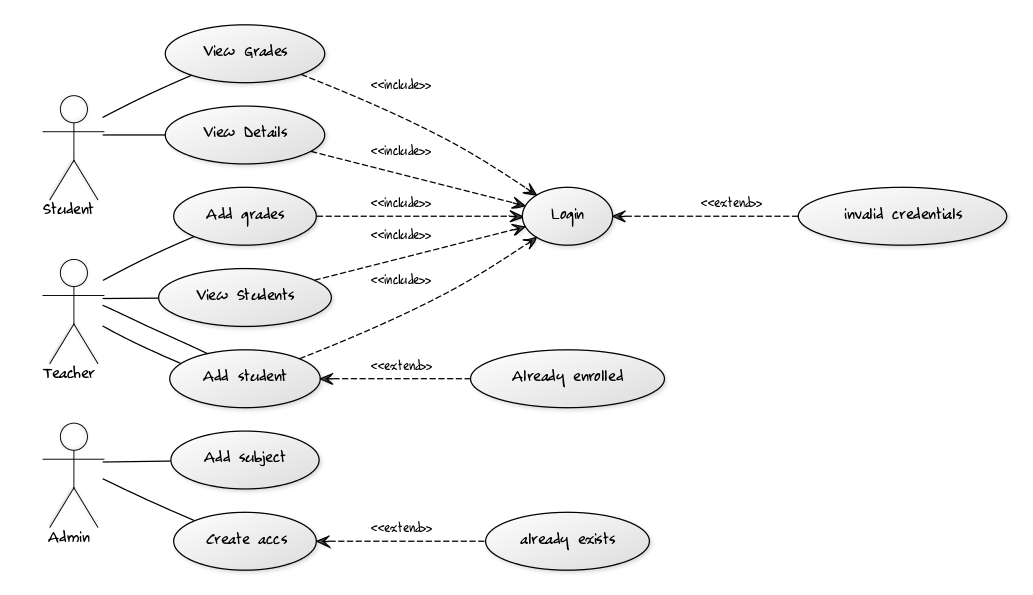 View Grades
<<include>>
View Details
<<include>>
Student
Add grades
<<include>>
Login
<<extend>>
invalid credentials
<<include>>
View Students
<<include>>
Teacher
Add student
<<extend>>
Already enrolled
Add subject
Admin
Create accs
<<extend>>
already exists